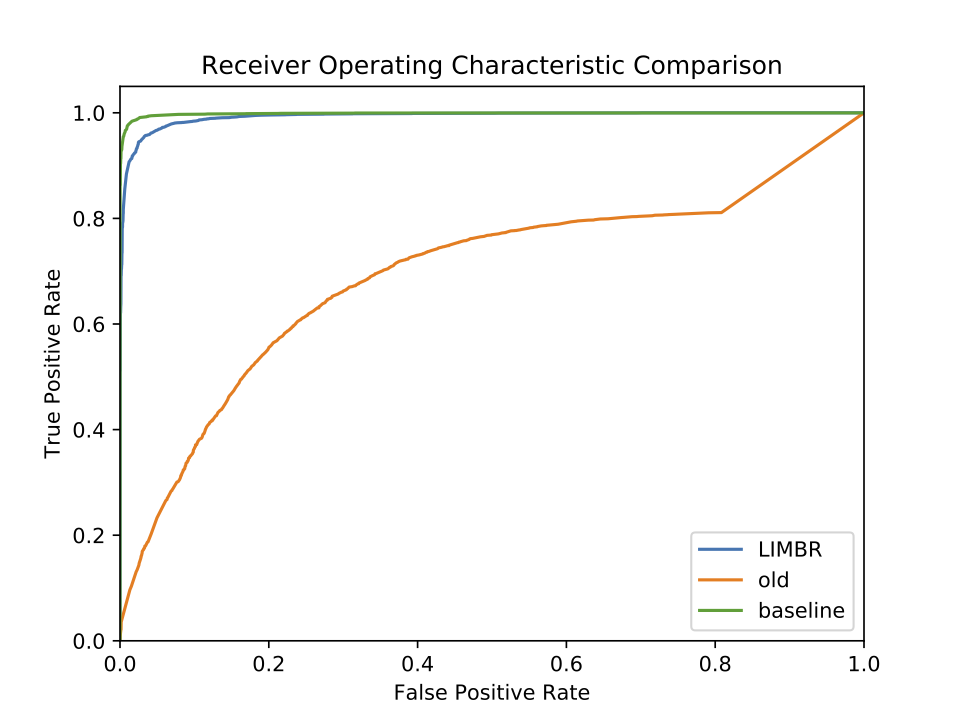 Receiver Operating Characteristic Comparison
True Positive Rate
1.0
0.8
0.6
0.4
0.2
0.0
0.0 0.2 0.4 0.6 0.8 1.0
False Positive Rate
LIMBR
old
baseline